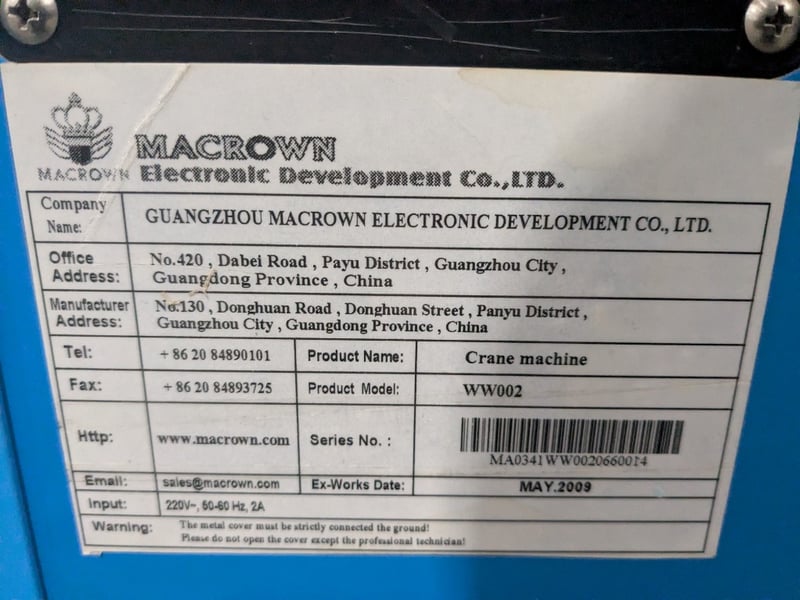 MACROWN
MACROWN
Electronic Development Co.,LTD.
Company Name: GUANGZHOU MACROWN ELECTRONIC DEVELOPMENT CO., LTD.
Office Address: No.420 , Dabei Road , Payu District , Guangzhou City ,
Guangdong Province , China
Manufacturer Address: No.130 , Donghuan Road , Donghuan Street , Panyu District ,
Guangzhou City , Guangdong Province , China
Tel: + 86 20 84890101 Product Name: Crane machine
Fax: + 86 20 84893725 Product Model: WW002
Http: www.macrown.com Series No. :
MA0341WW0020660014
Email: sales@macrown.com Ex-Works Date: MAY.2009
Input: 220V~, 50-60 Hz, 2A
Warning: The metal cover must be strictly connected the ground!
Please do not open the cover except the professional technician!